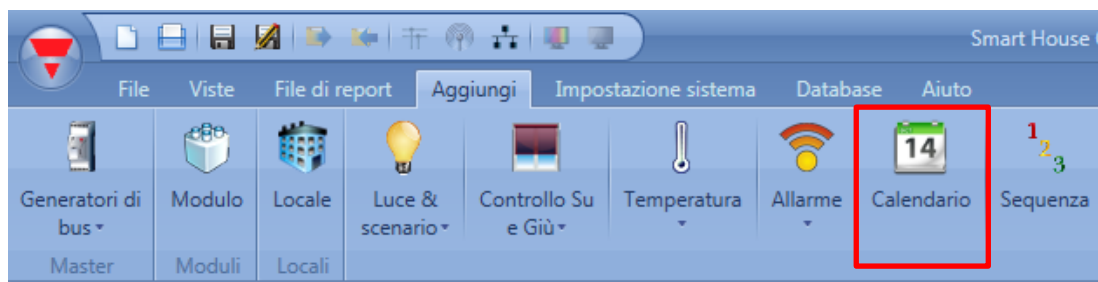 Smart House
File Viste File di report Aggiungi Impostazione sistema Database Aiuto
14
1 2 3
Generatori di bus
Modulo
Locale
Luce & scenario
Controllo Su e Giù
Temperatura
Allarme
Calendario
Sequenza
Master Moduli Locali